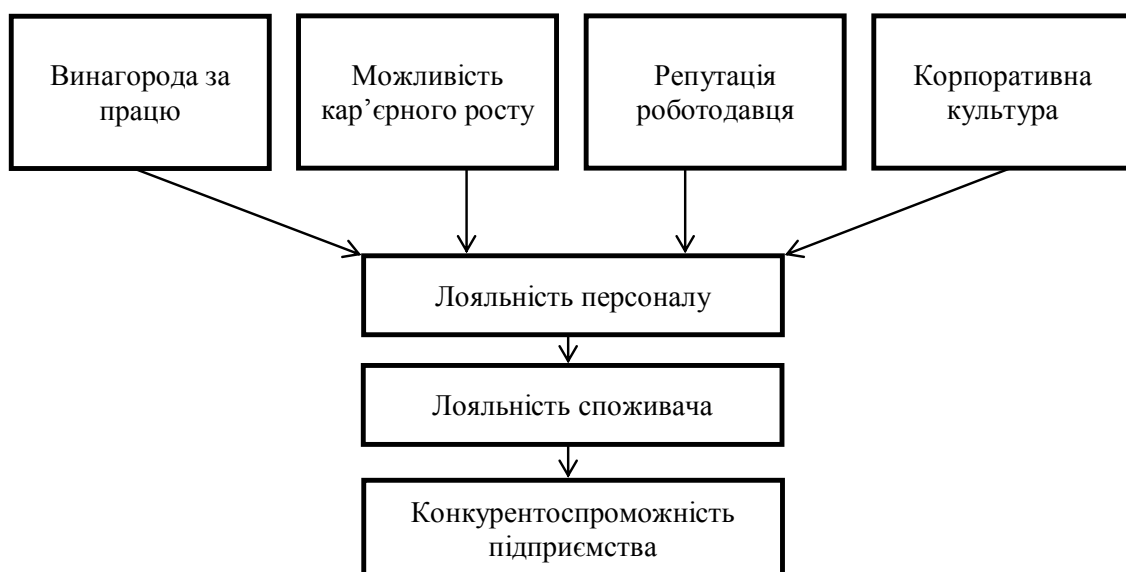 Винагорода за
працю
Можливість
кар’єрного росту
Репутація
роботодавця
Корпоративна
культура
Лояльність персоналу
Лояльність споживача
Конкурентоспроможність
підприємства